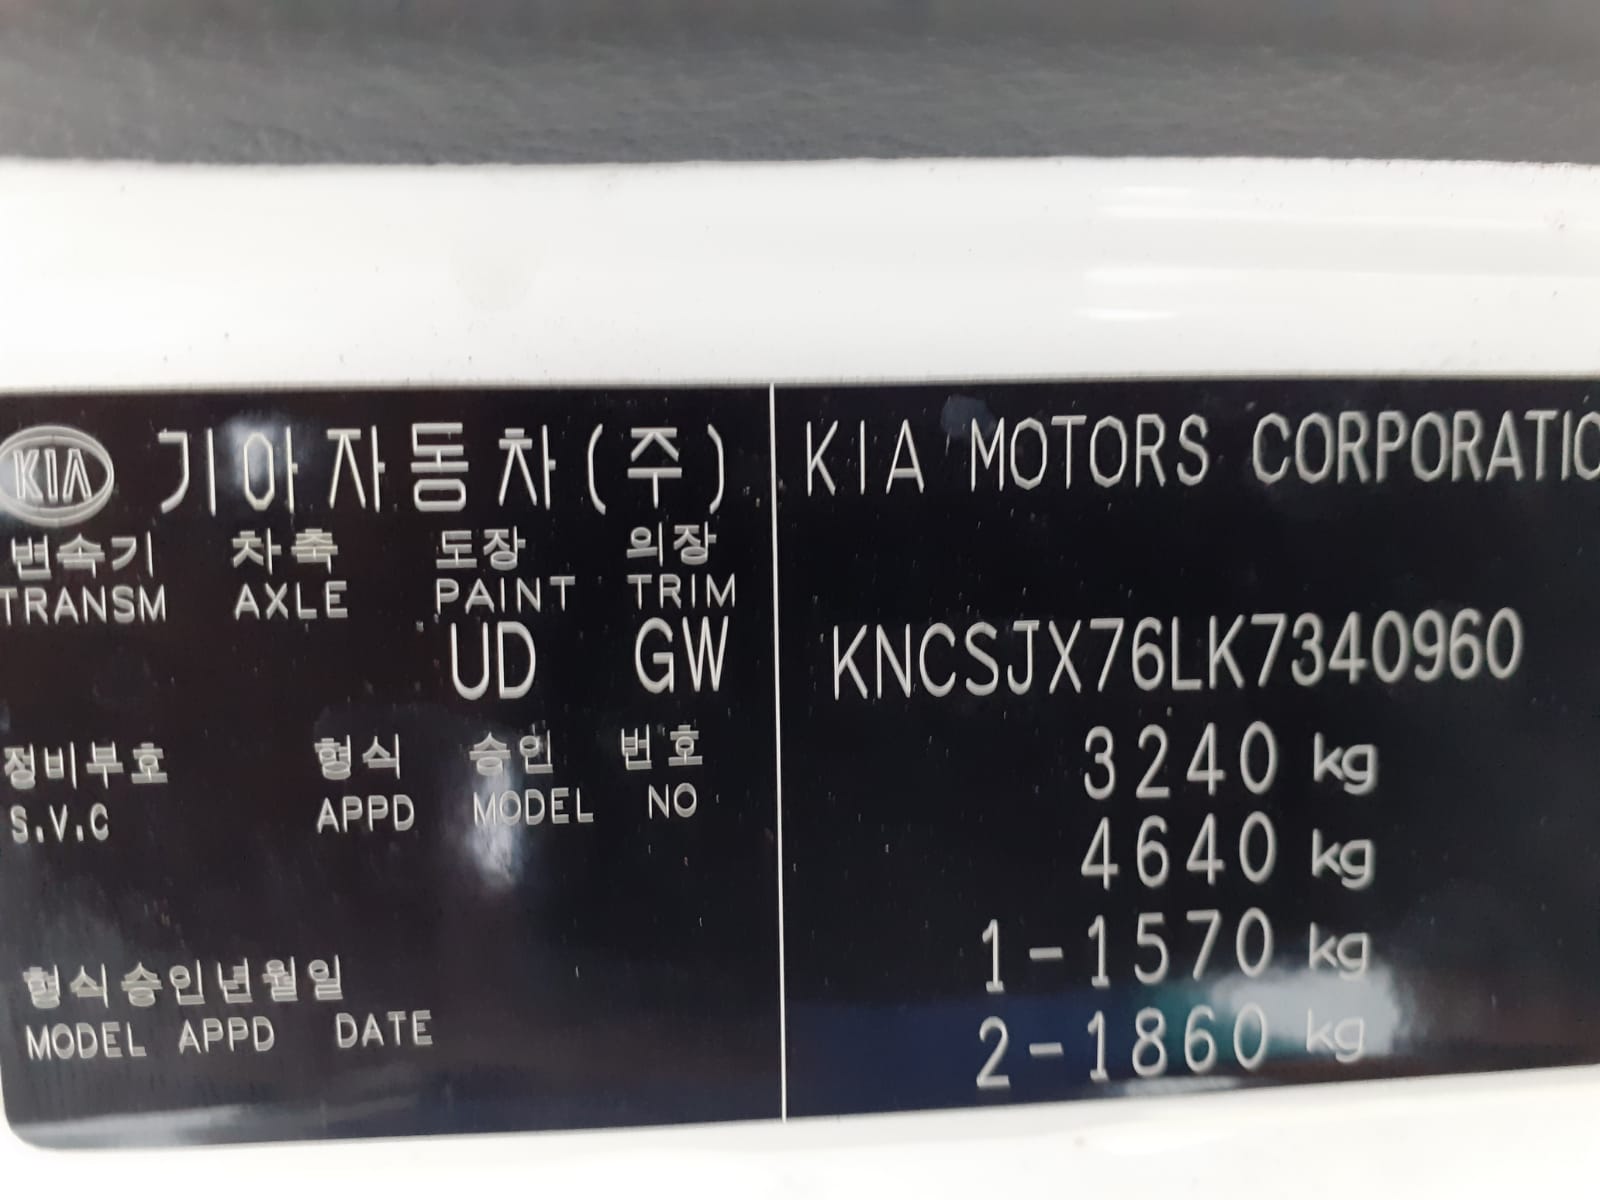 KIA 기아자동차(주)
변속기 차축 도장 의장
TRANSM AXLE PAINT TRIM
UD GW
정비부호 형식 승인 번호
S.V.C APPD MODEL NO
형식승인년월일
MODEL APPD DATE
KIA MOTORS CORPORATIO
KNCSJX76LK7340960
3240 kg
4640 kg
1-1570 kg
2-1860 kg